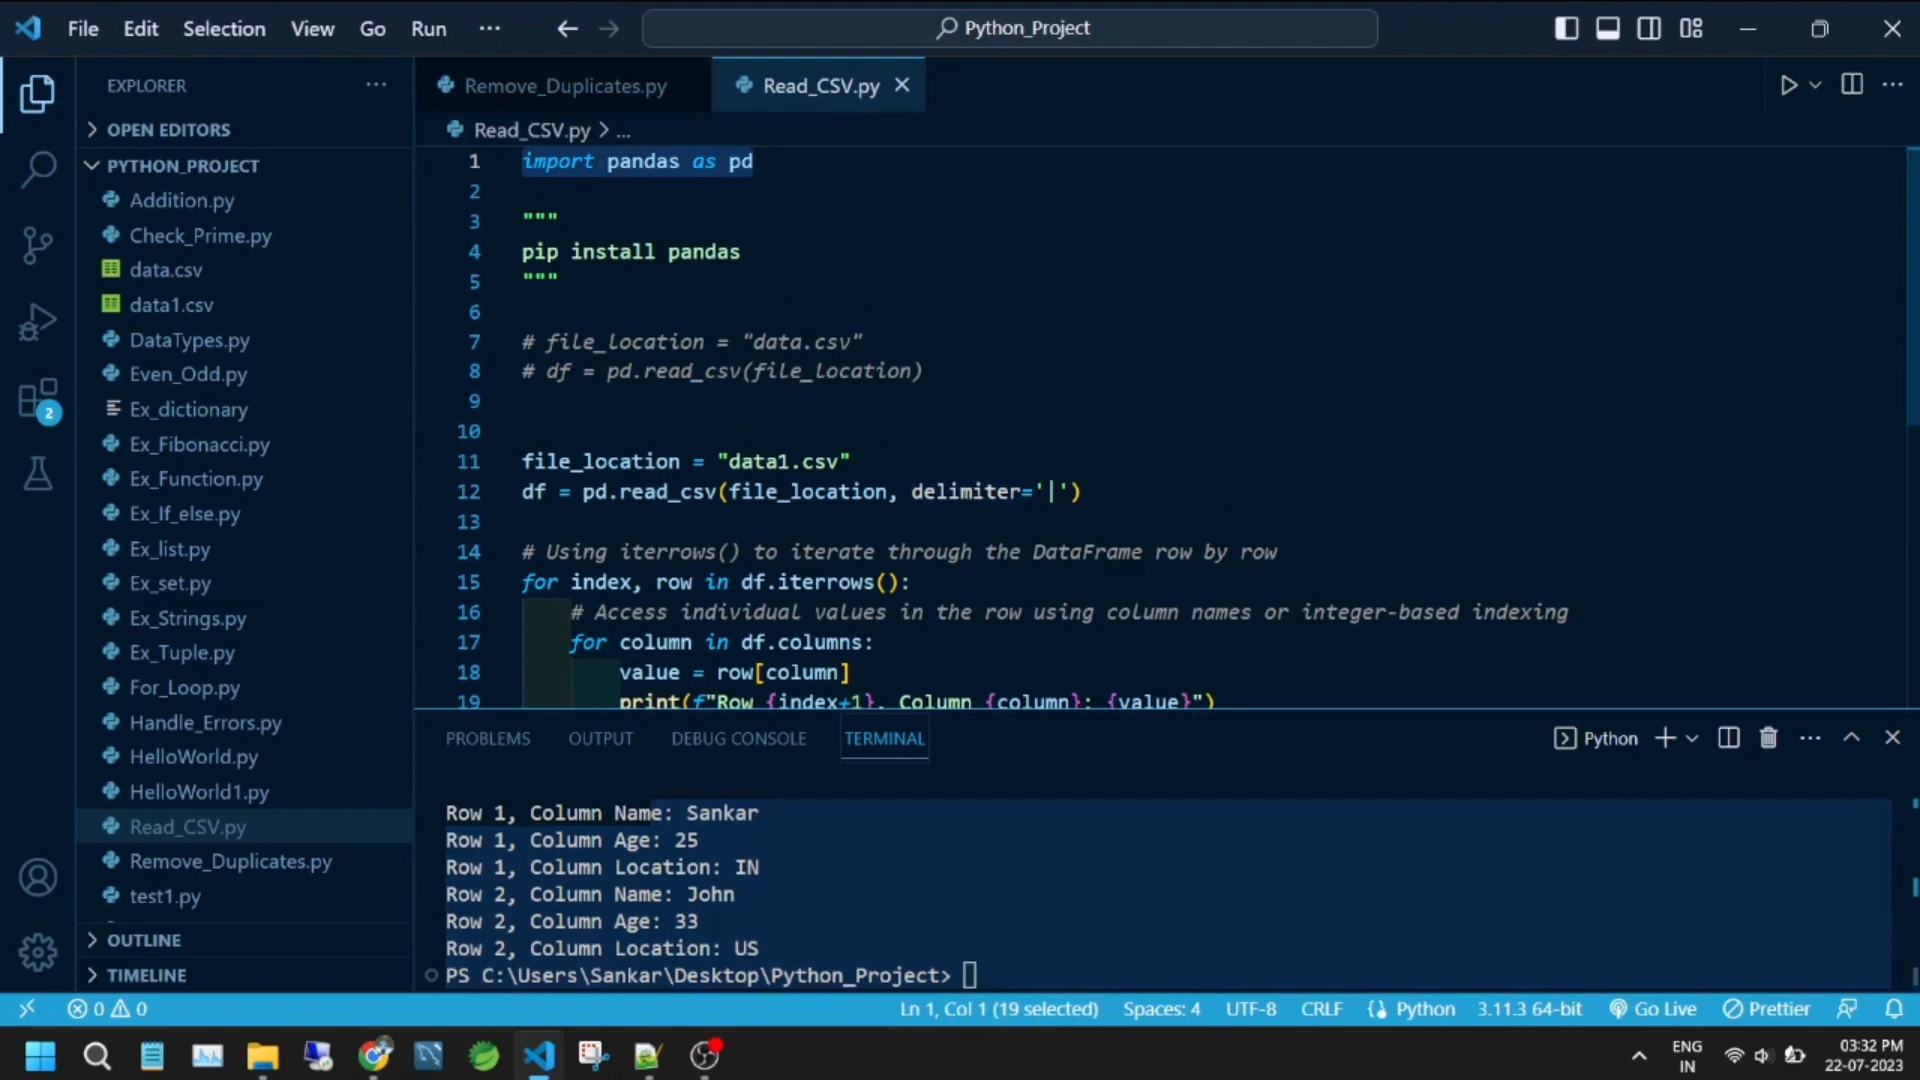 File Edit Selection View Go Run ···
Python_Project
EXPLORER ···
OPEN EDITORS
PYTHON_PROJECT
Addition.py
Check_Prime.py
data.csv
data1.csv
DataTypes.py
Even_Odd.py
Ex_dictionary
Ex_Fibonacci.py
Ex_Function.py
Ex_If_else.py
Ex_list.py
Ex_set.py
Ex_Strings.py
Ex_Tuple.py
For_Loop.py
Handle_Errors.py
HelloWorld.py
HelloWorld1.py
Read_CSV.py
Remove_Duplicates.py
test1.py
OUTLINE
TIMELINE
2
Remove_Duplicates.py Read_CSV.py
Read_CSV.py > ...
1 import pandas as pd
2
3 """
4 pip install pandas
5 """
6
7 # file_location = "data.csv"
8 # df = pd.read_csv(file_location)
9
10
11 file_location = "data1.csv"
12 df = pd.read_csv(file_location, delimiter='|')
13
14 # Using iterrows() to iterate through the DataFrame row by row
15 for index, row in df.iterrows():
16 # Access individual values in the row using column names or integer-based indexing
17 for column in df.columns:
18 value = row[column]
19 print(f"Row {index+1}, Column {column}: {value}")
PROBLEMS OUTPUT DEBUG CONSOLE TERMINAL
Python
Row 1, Column Name: Sankar
Row 1, Column Age: 25
Row 1, Column Location: IN
Row 2, Column Name: John
Row 2, Column Age: 33
Row 2, Column Location: US
PS C:\Users\Sankar\Desktop\Python_Project>
0 0 Ln 1, Col 1 (19 selected) Spaces: 4 UTF-8 CRLF Python 3.11.3 64-bit Go Live Prettier
ENG
IN
03:32 PM
22-07-2023